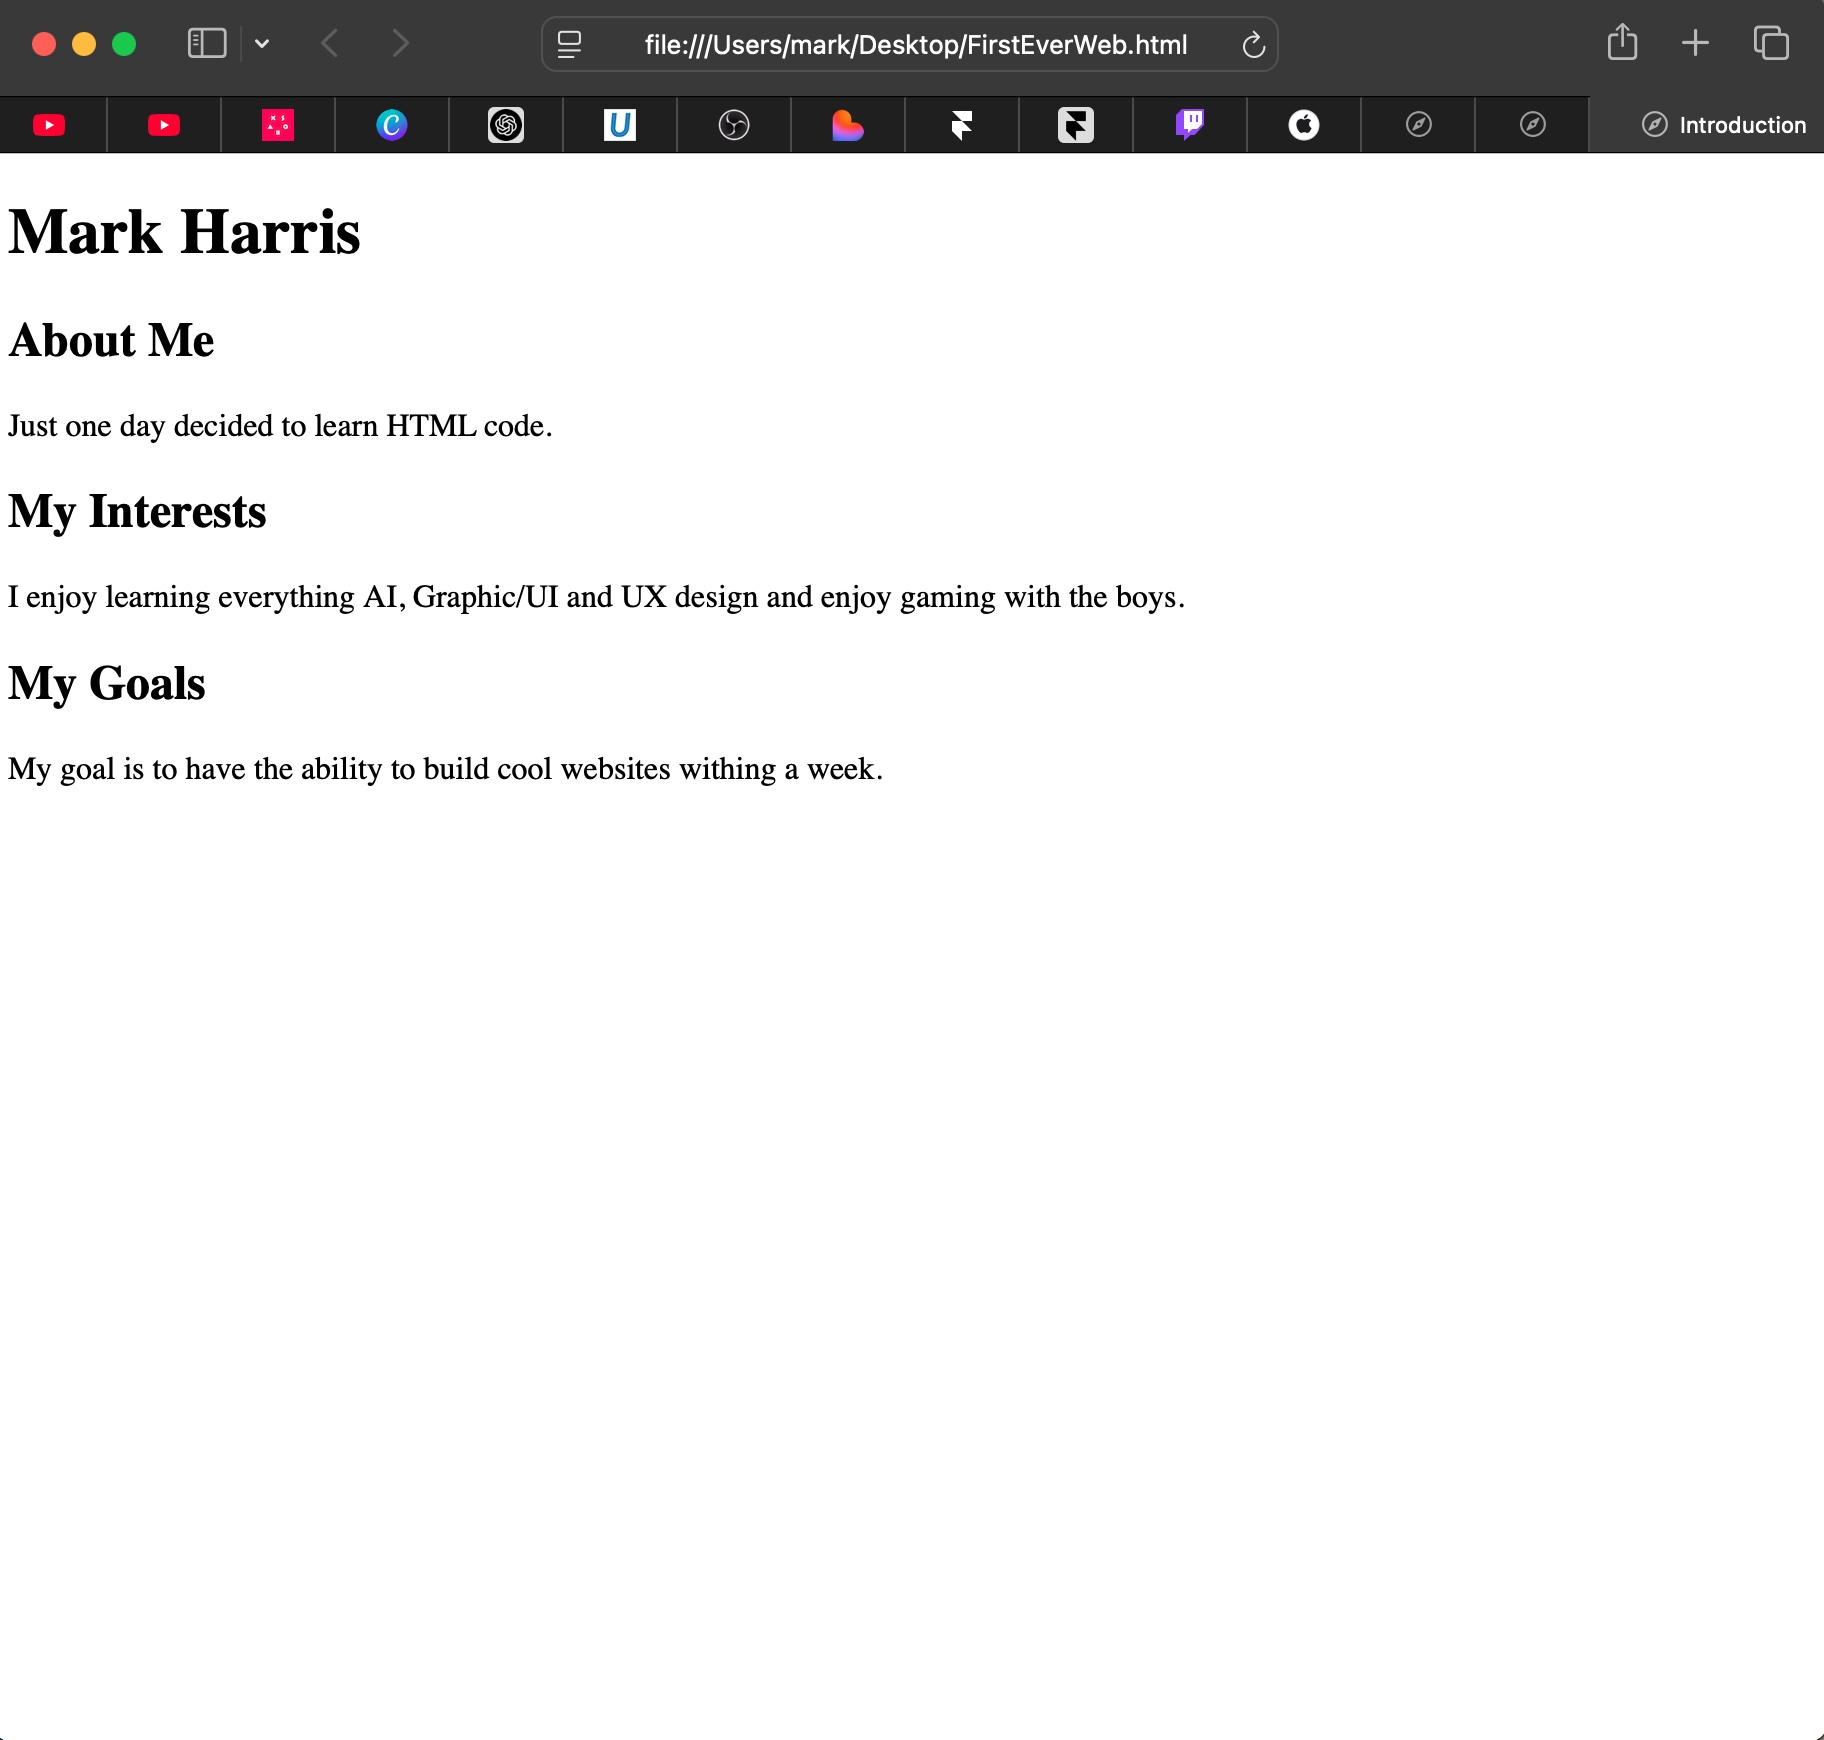 file:///Users/mark/Desktop/FirstEverWeb.html
Introduction
Mark Harris
About Me
Just one day decided to learn HTML code.
My Interests
I enjoy learning everything AI, Graphic/UI and UX design and enjoy gaming with the boys.
My Goals
My goal is to have the ability to build cool websites withing a week.